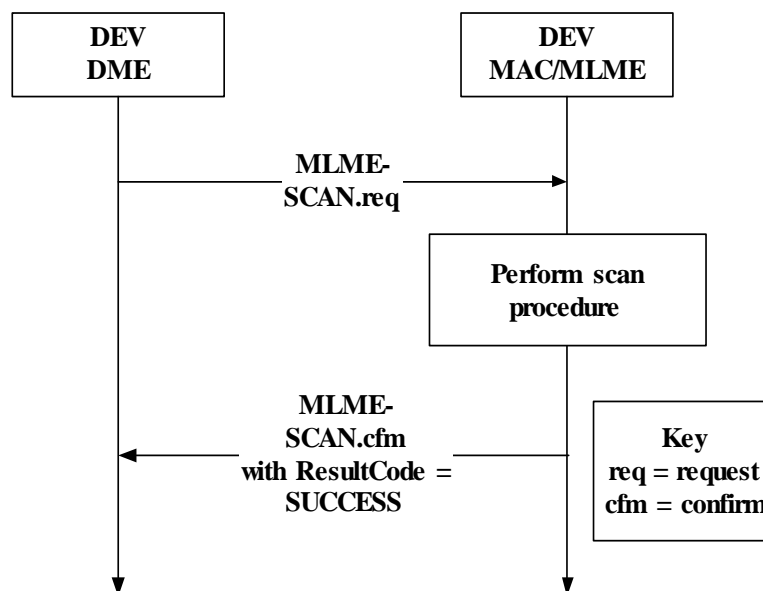 DEV
DME
DEV
MAC/MLME
MLME-
SCAN.req
Perform scan
procedure
MLME-
SCAN.cfm
with ResultCode =
SUCCESS
Key
req = request
cfm = confirm